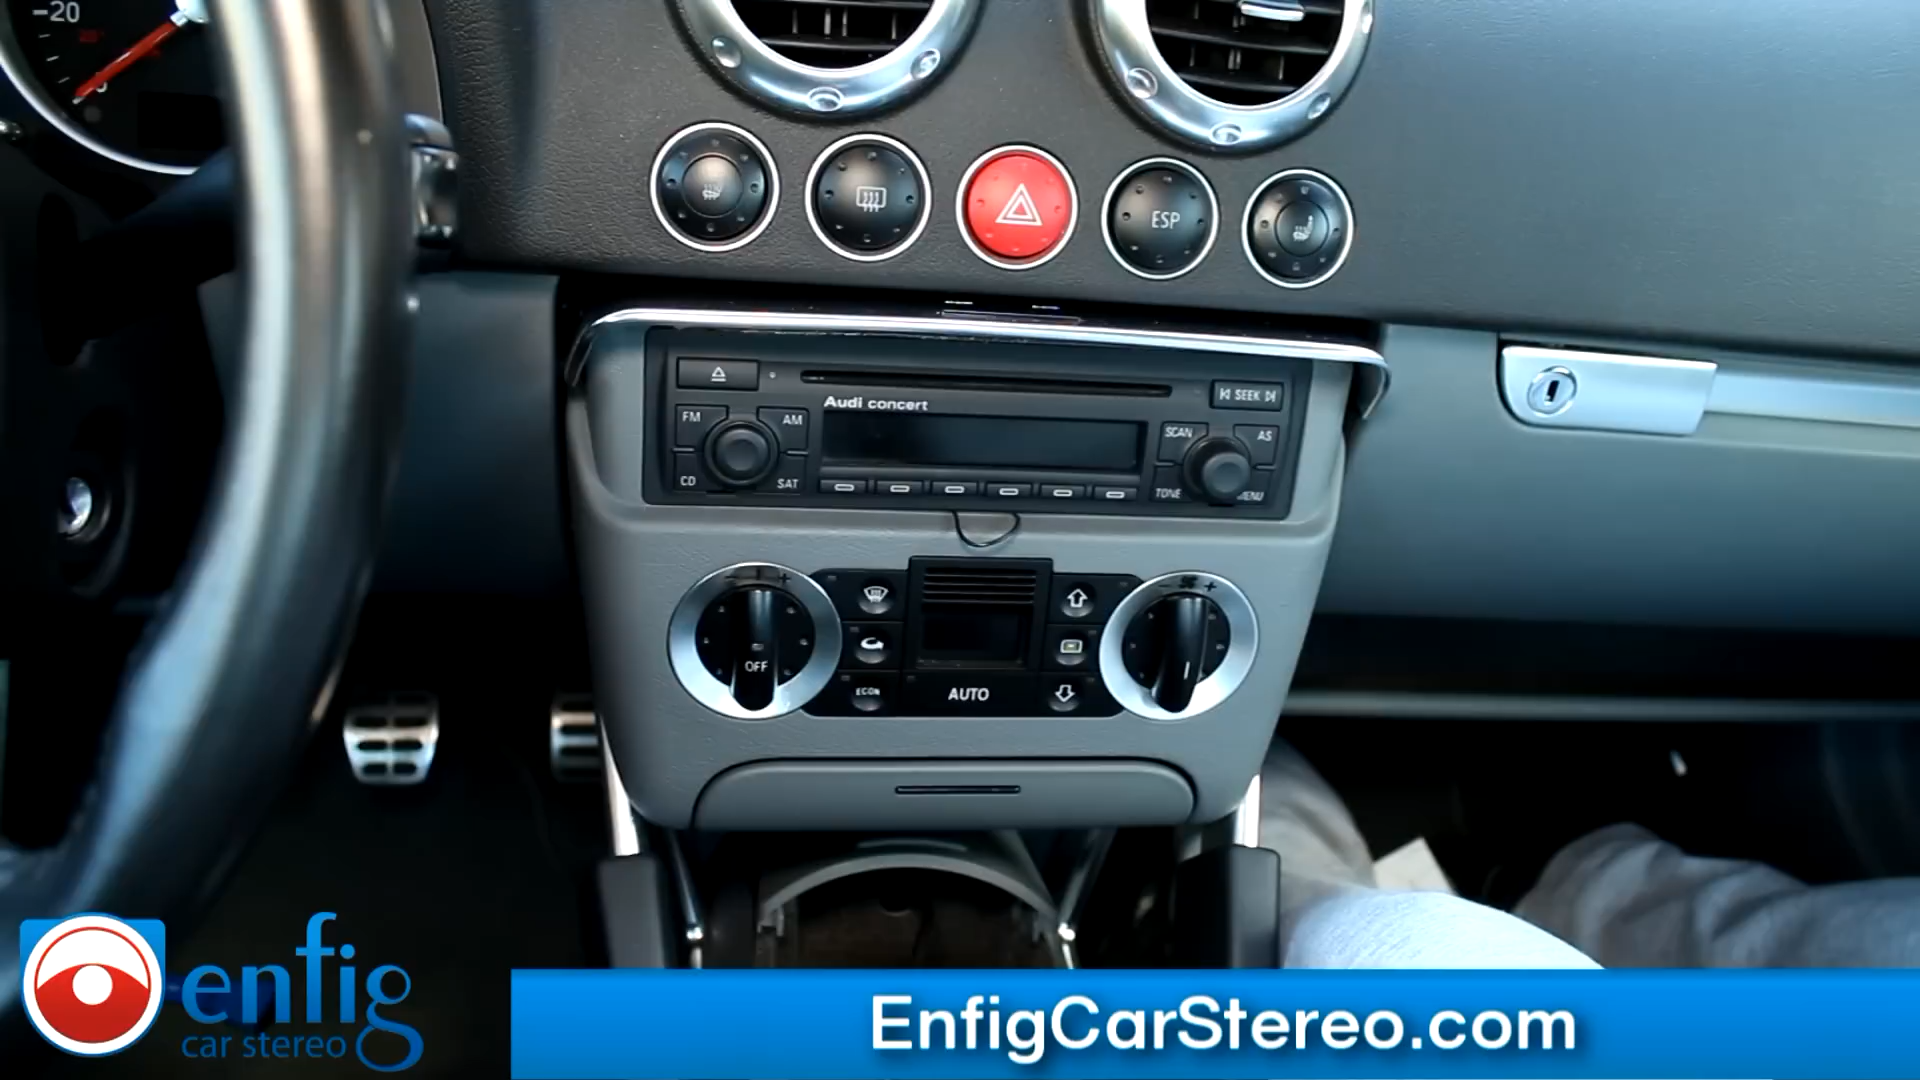 -20
ESP
Audi concert
SEEK
FM
AM
CD
SAT
SCAN
AS
TONE
MENU
- +
- +
OFF
ECON
AUTO
enfig
car stereo
EnfigCarStereo.com